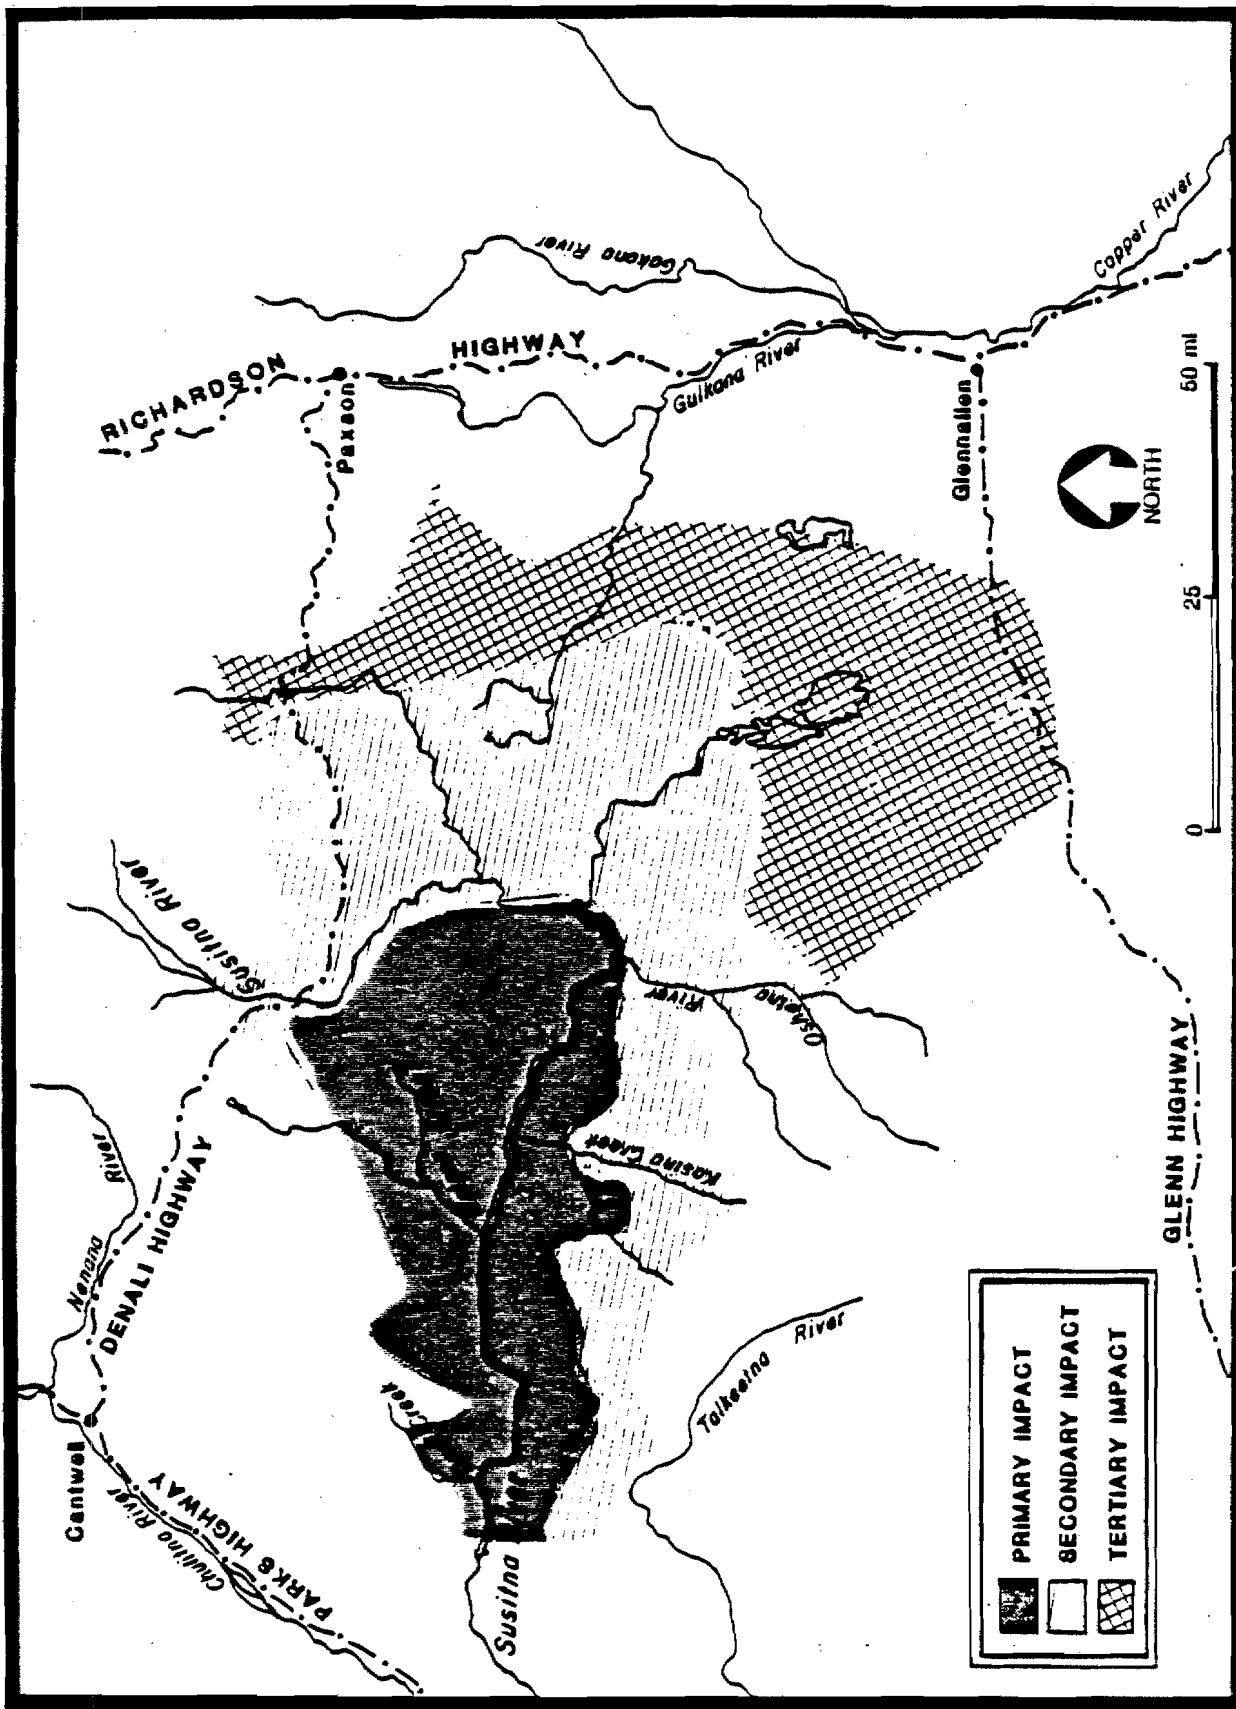 Susitna River
Nenana
River
DENALI HIGHWAY
Cantwell
Chulitna River
PARKS HIGHWAY
RICHARDSON
HIGHWAY
Paxson
Gakona River
Gulkana River
Copper River
Glennallen
GLENN HIGHWAY
Oshetna
River
Kosina Creek
Creek
Susitna
River
Talkeetna
River
NORTH
0 25 50 mi
PRIMARY IMPACT
SECONDARY IMPACT
TERTIARY IMPACT